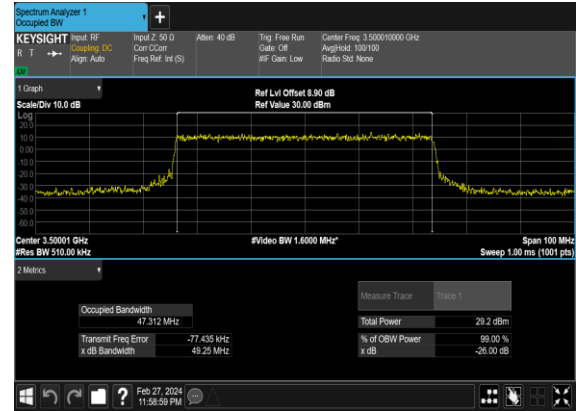 Spectrum Analyzer 1
Occupied BW
+
KEYSIGHT Input: RF Input Z: 50 Ω Atten: 40 dB Trig: Free Run Center Freq: 3.500010000 GHz
R T Coupling: DC Corr CCorr Gate: Off Avg|Hold: 100/100
Align: Auto Freq Ref: Int (S) #IF Gain: Low Radio Std: None
LU
1 Graph
Ref Lvl Offset 8.90 dB
Scale/Div 10.0 dB Ref Value 30.00 dBm
Log
20.0
10.0
0.00
-10.0
-20.0
-30.0
-40.0
-50.0
-60.0
Center 3.50001 GHz #Video BW 1.6000 MHz* Span 100 MHz
#Res BW 510.00 kHz Sweep 1.00 ms (1001 pts)
2 Metrics
Measure Trace Trace 1
Occupied Bandwidth
47.312 MHz Total Power 29.2 dBm
Transmit Freq Error -77.435 kHz % of OBW Power 99.00 %
x dB Bandwidth 49.25 MHz x dB -26.00 dB
? Feb 27, 2024
11:58:59 PM